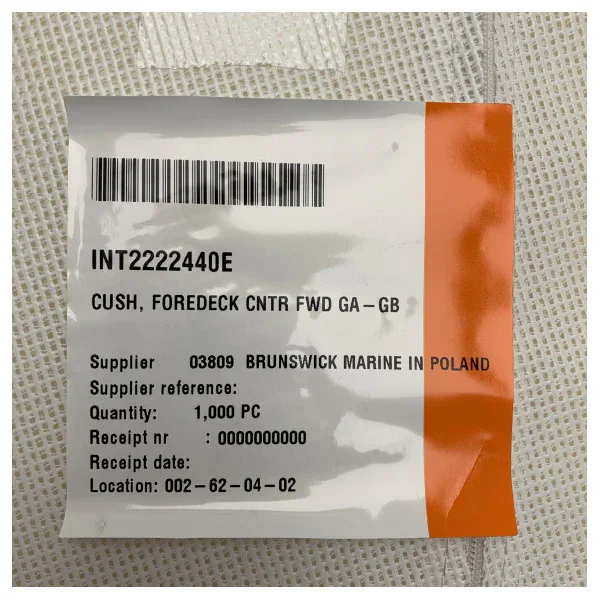 INT2222440E
CUSH, FOREDECK CNTR FWD GA-GB
Supplier 03809 BRUNSWICK MARINE IN POLAND
Supplier reference:
Quantity: 1,000 PC
Receipt nr : 0000000000
Receipt date:
Location: 002-62-04-02